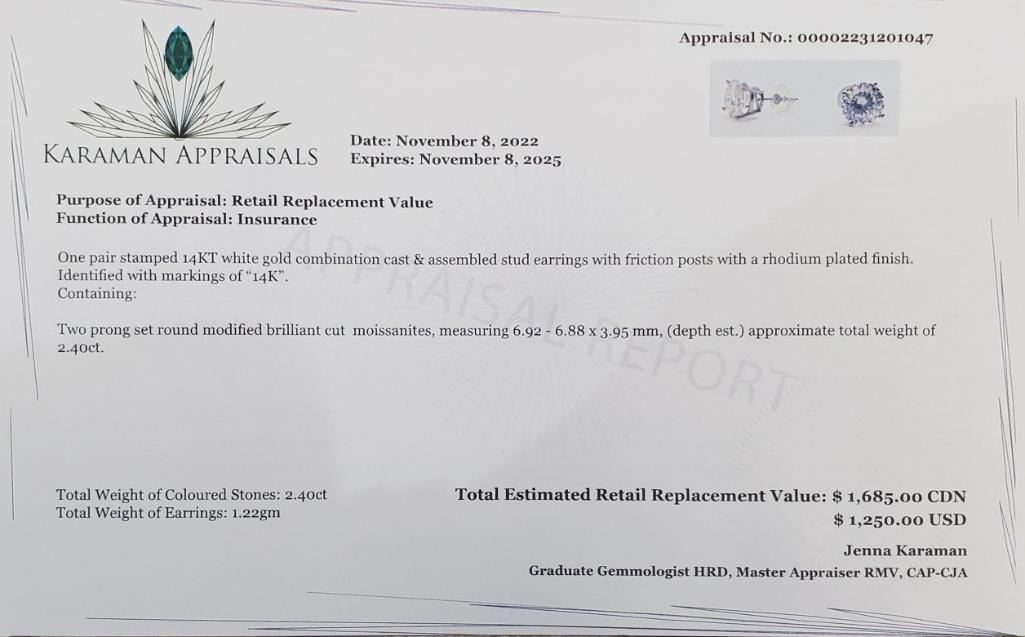 Appraisal No.: 00002231201047
KARAMAN APPRAISALS
Date: November 8, 2022
Expires: November 8, 2025
Purpose of Appraisal: Retail Replacement Value
Function of Appraisal: Insurance
One pair stamped 14KT white gold combination cast & assembled stud earrings with friction posts with a rhodium plated finish.
Identified with markings of “14K”.
Containing:
Two prong set round modified brilliant cut moissanites, measuring 6.92 - 6.88 x 3.95 mm, (depth est.) approximate total weight of
2.40ct.
APPRAISAL REPORT
Total Weight of Coloured Stones: 2.40ct
Total Weight of Earrings: 1.22gm
Total Estimated Retail Replacement Value: $ 1,685.00 CDN
$ 1,250.00 USD
Jenna Karaman
Graduate Gemmologist HRD, Master Appraiser RMV, CAP-CJA